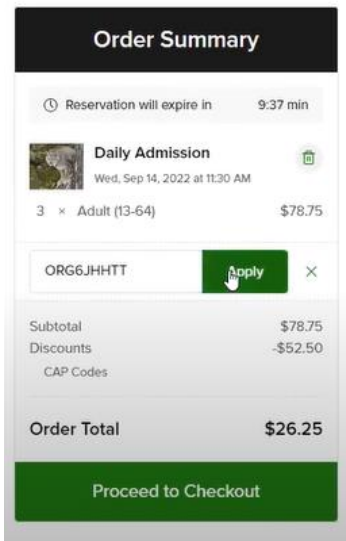 Order Summary
Reservation will expire in 9:37 min
Daily Admission
Wed, Sep 14, 2022 at 11:30 AM
3 × Adult (13-64) $78.75
ORG6JHHTT Apply ×
Subtotal $78.75
Discounts -$52.50
CAP Codes
Order Total $26.25
Proceed to Checkout